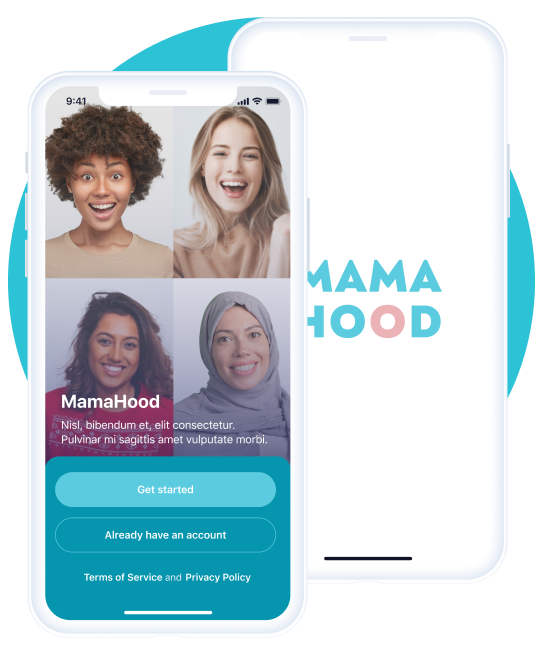 9:41
MAMA
HOOD
MamaHood
Nisl, bibendum et, elit consectetur.
Pulvinar mi sagittis amet vulputate morbi.
Get started
Already have an account
Terms of Service and Privacy Policy